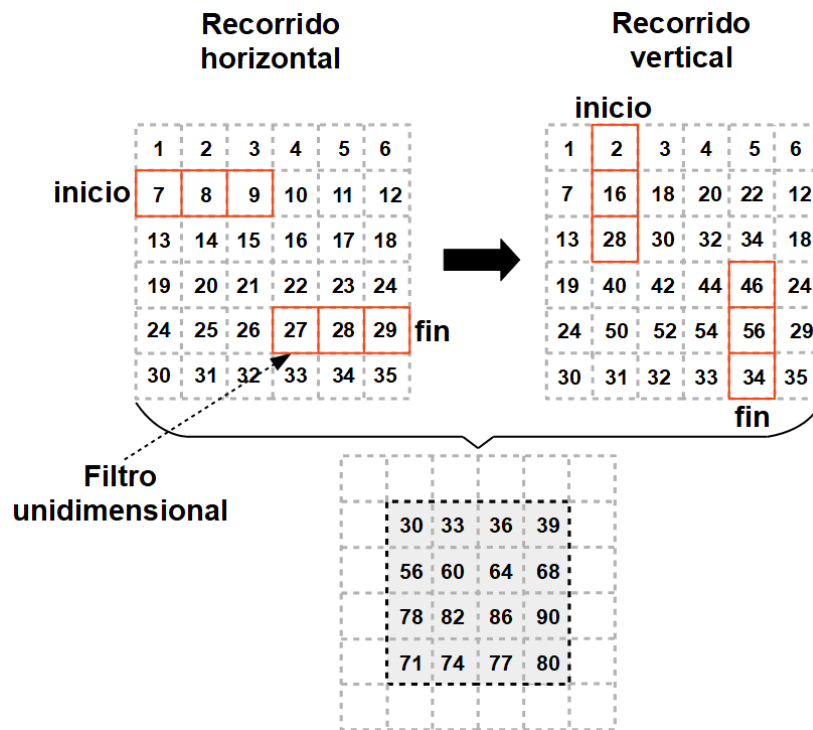 Recorrido
horizontal
Recorrido
vertical
inicio
1 2 3 4 5 6
inicio 7 8 9 10 11 12
13 14 15 16 17 18
19 20 21 22 23 24
24 25 26 27 28 29 fin
30 31 32 33 34 35
1 2 3 4 5 6
7 16 18 20 22 12
13 28 30 32 34 18
19 40 42 44 46 24
24 50 52 54 56 29
30 31 32 33 34 35
fin
Filtro
unidimensional
30 33 36 39
56 60 64 68
78 82 86 90
71 74 77 80